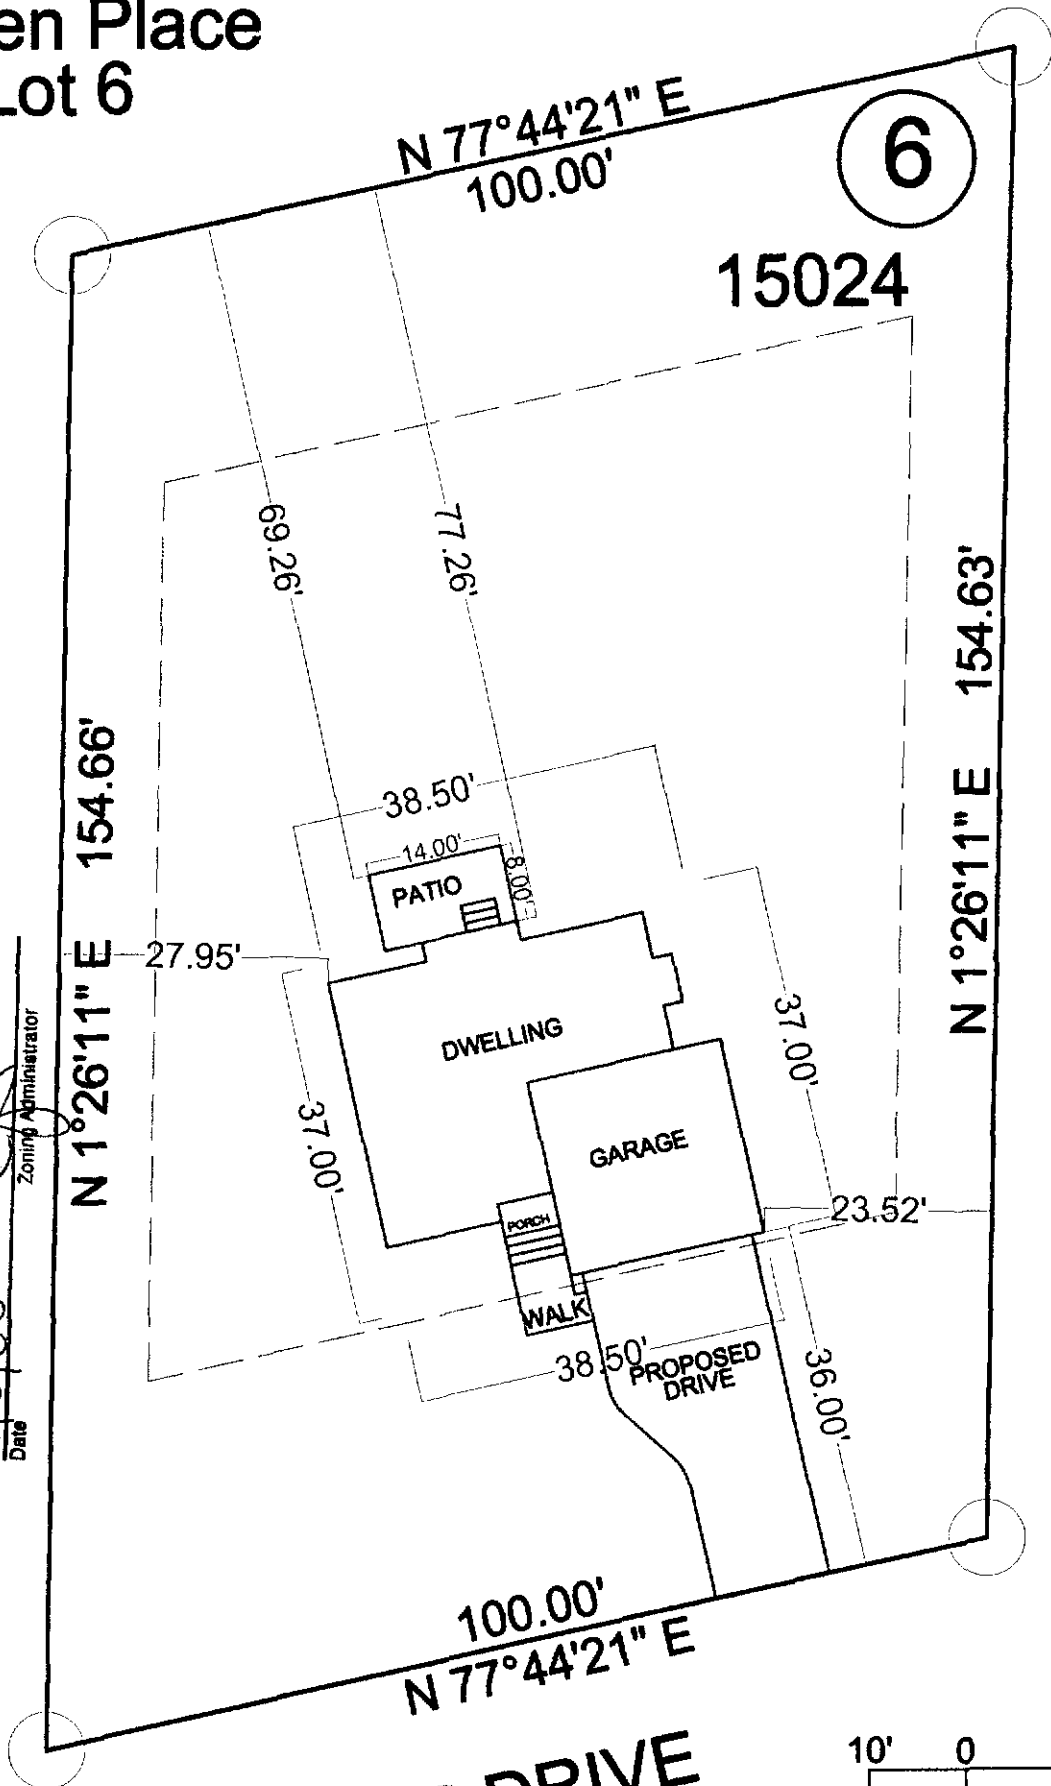 en Place
Lot 6
N 77°44'21" E
100.00'
6
15024
69.26'
77.26'
N 1°26'11" E 154.66'
N 1°26'11" E 154.63'
38.50'
14.00'
8.00'
PATIO
27.95'
DWELLING
37.00'
37.00'
GARAGE
PORCH
23.52'
WALK
38.50'
PROPOSED
DRIVE
36.00'
Zoning Administrator
Date
100.00'
N 77°44'21" E
DRIVE
10' 0